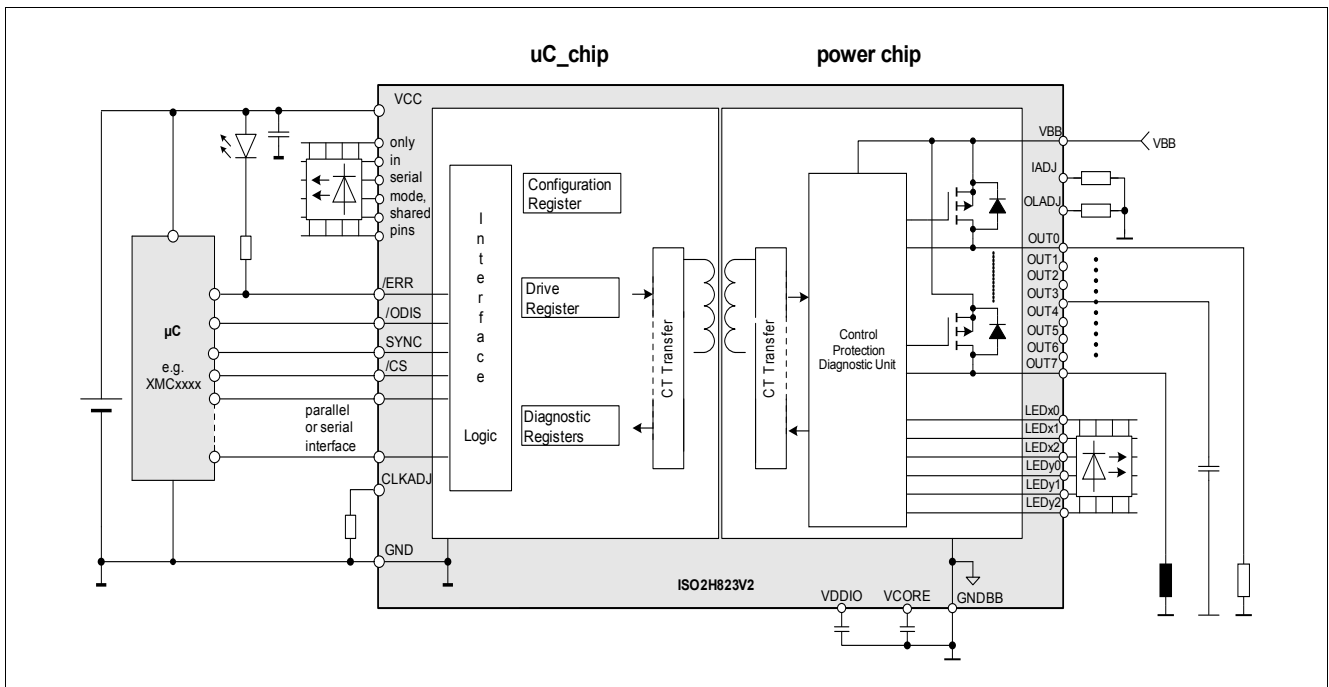 uC_chip
power chip
VCC
only
in
serial
mode,
shared
pins
/ERR
/ODIS
SYNC
/CS
parallel
or serial
interface
CLKADJ
GND
µC
e.g.
XMCxxxx
Interface
Logic
Configuration
Register
Drive
Register
Diagnostic
Registers
CT Transfer
CT Transfer
Control
Protection
Diagnostic Unit
VBB
VBB
IADJ
OLADJ
OUT0
OUT1
OUT2
OUT3
OUT4
OUT5
OUT6
OUT7
LEDx0
LEDx1
LEDx2
LEDy0
LEDy1
LEDy2
ISO2H823V2
VDDIO
VCORE
GNDBB